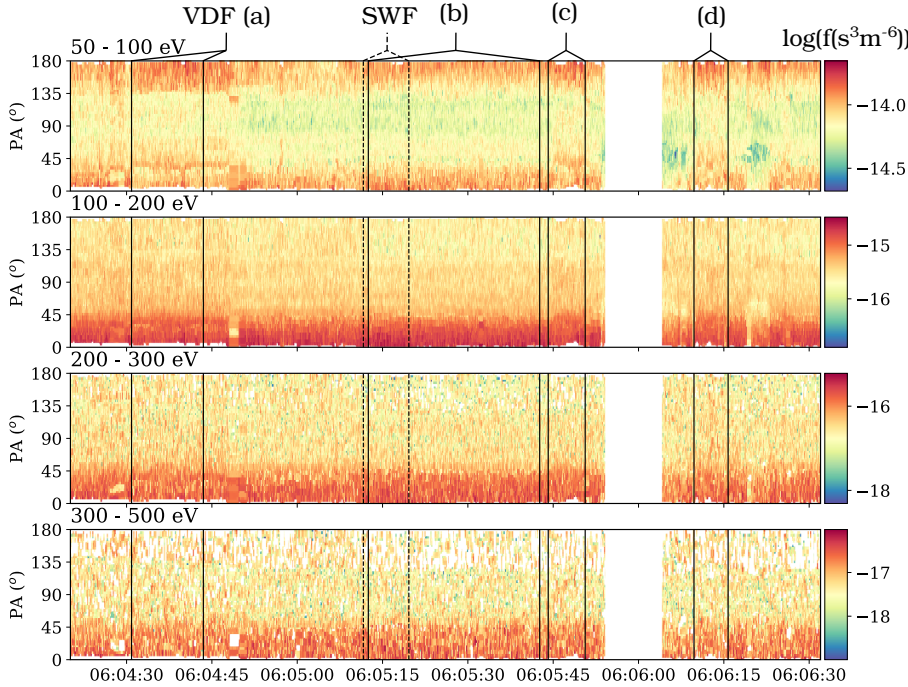 VDF (a) SWF (b) (c) (d)
50 - 100 eV log(f(s³m⁻⁶))
180
135
90
45
0
PA (°)
−14.0
−14.5
100 - 200 eV
180
135
90
45
0
PA (°)
−15
−16
200 - 300 eV
180
135
90
45
0
PA (°)
−16
−18
300 - 500 eV
180
135
90
45
0
PA (°)
−17
−18
06:04:30 06:04:45 06:05:00 06:05:15 06:05:30 06:05:45 06:06:00 06:06:15 06:06:30